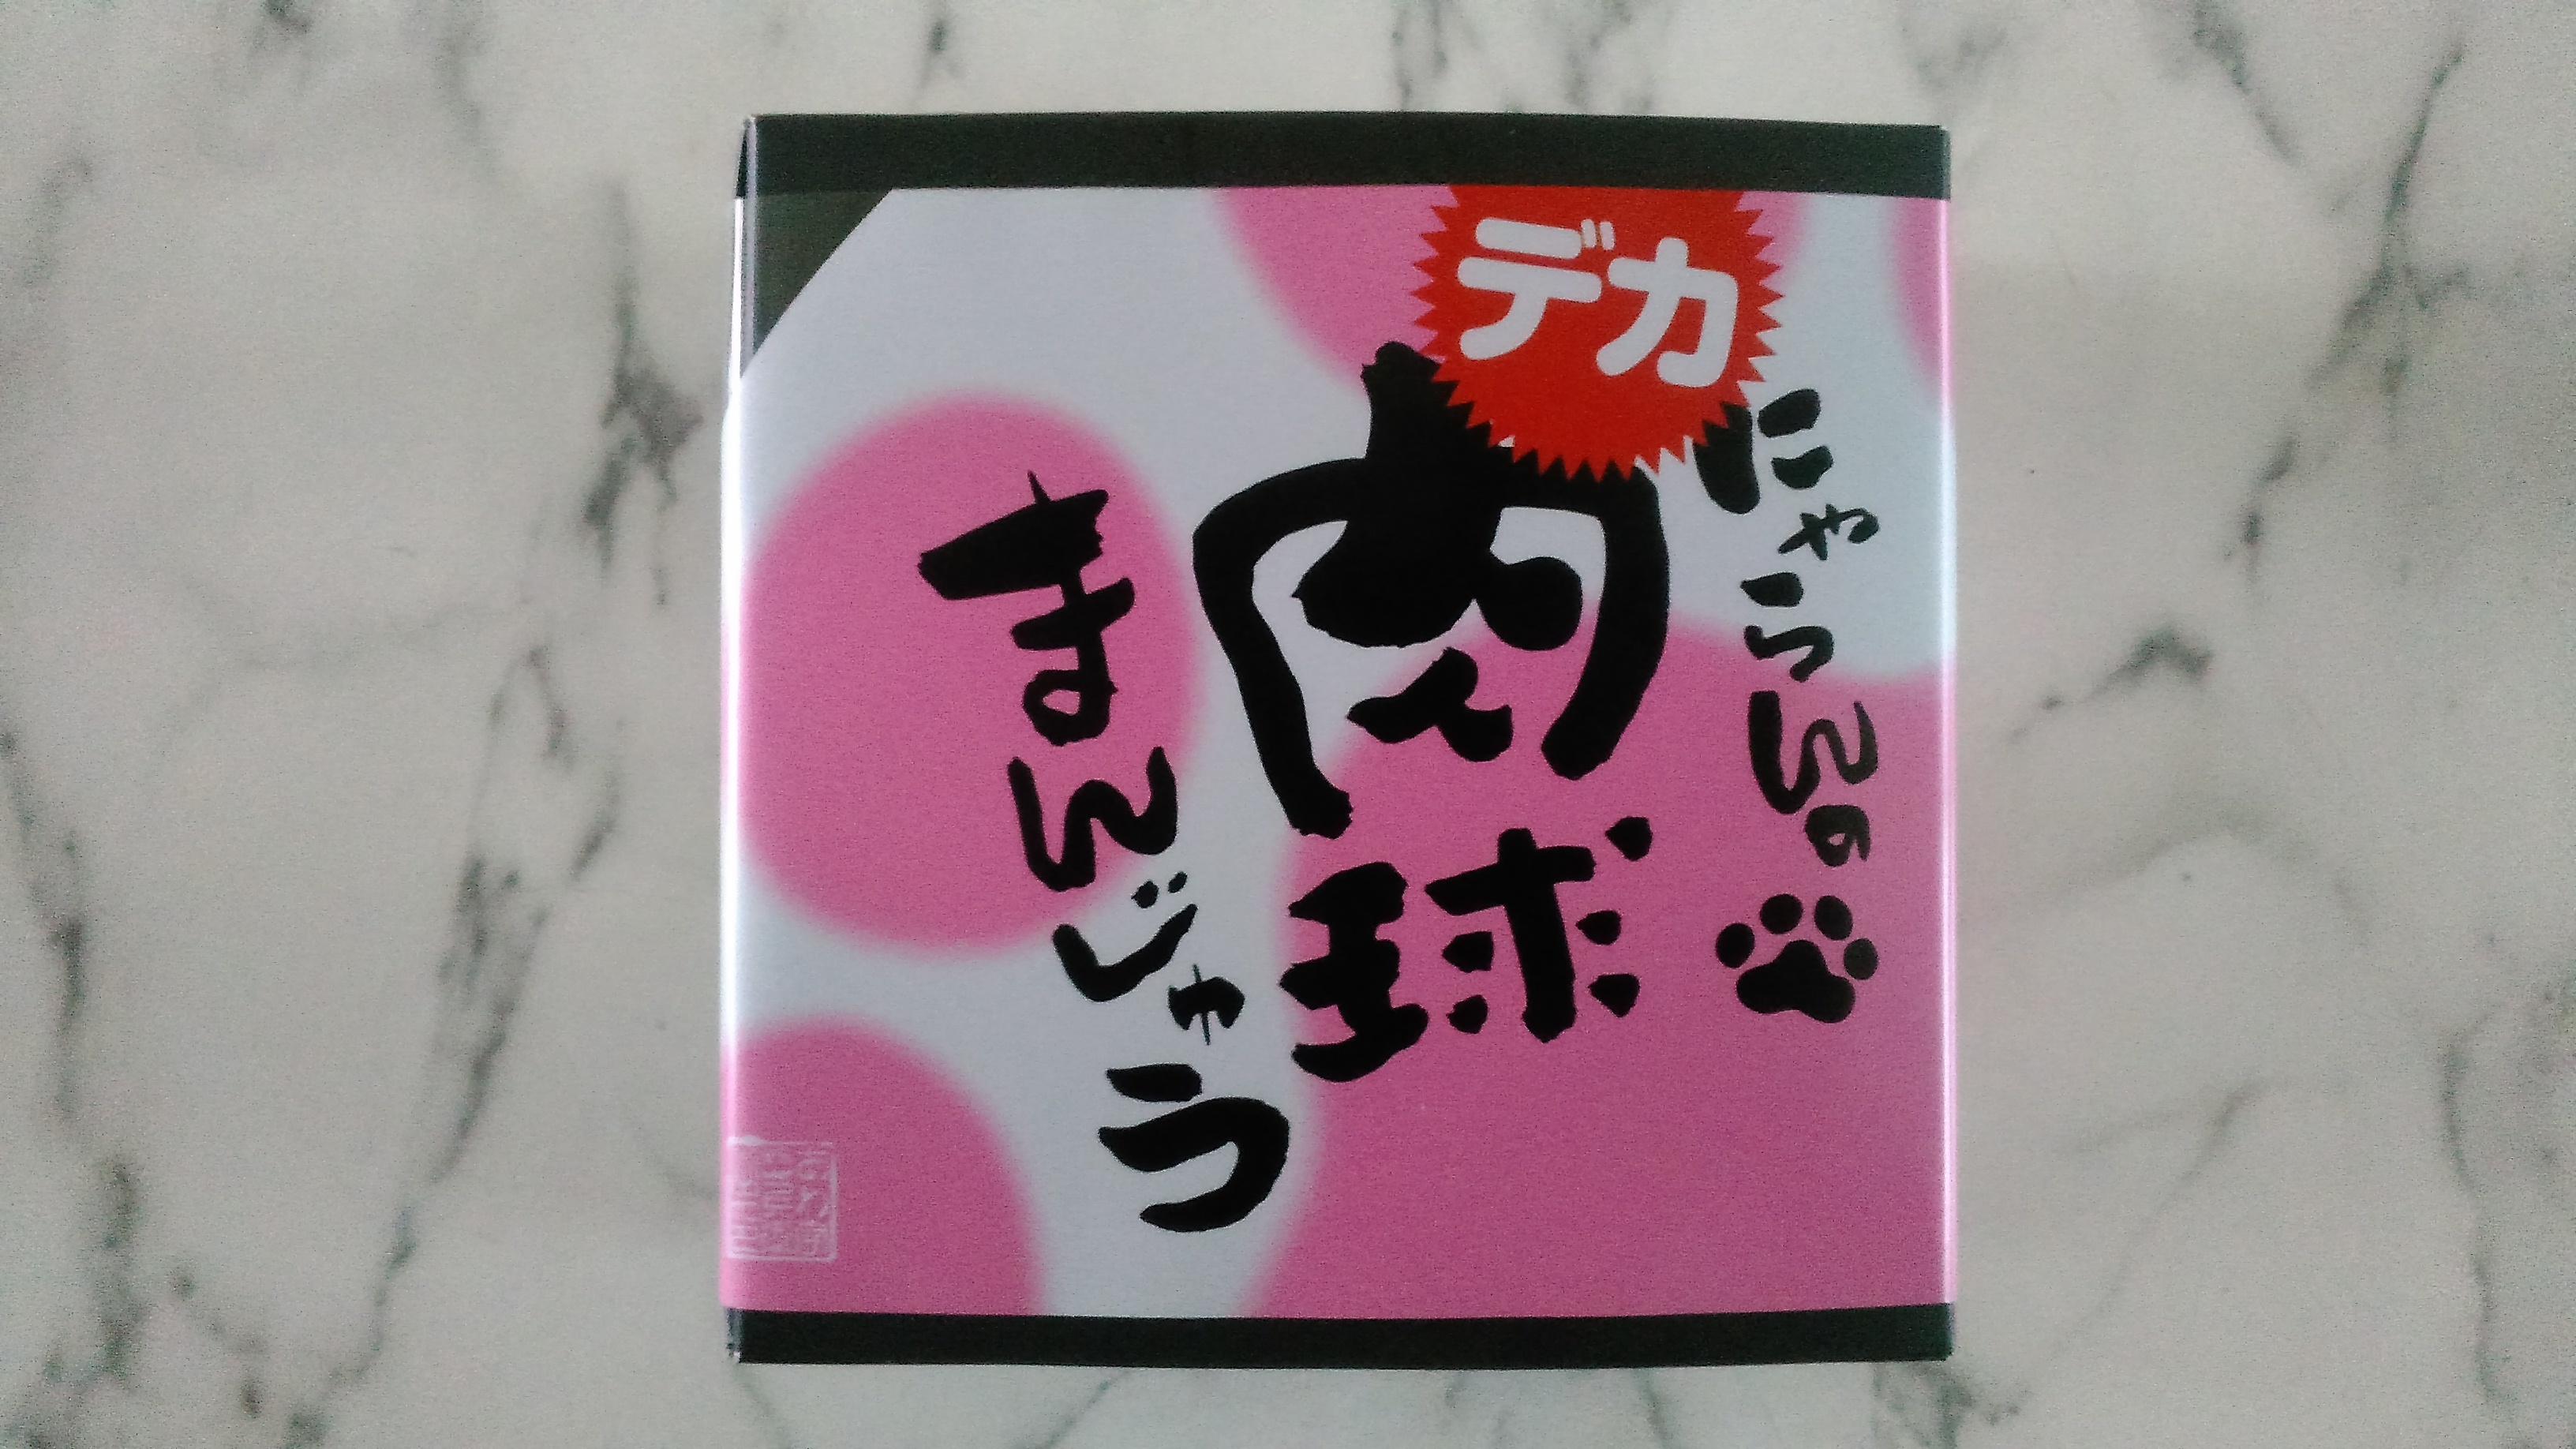 デカ
にゃらんの
肉球
まんじゅう